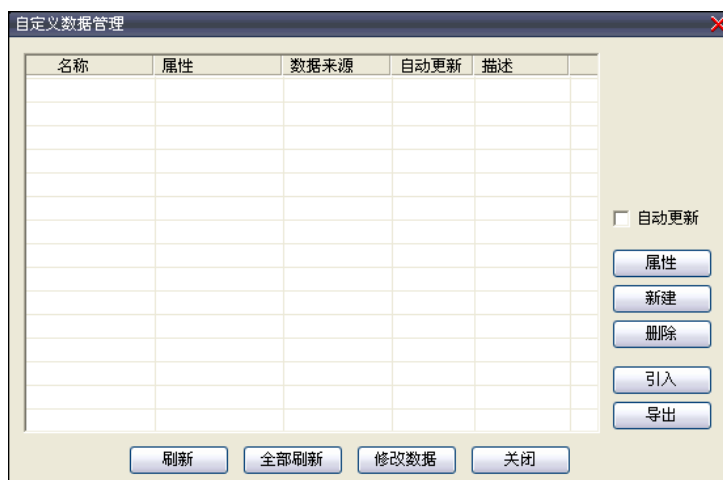 自定义数据管理
名称 属性 数据来源 自动更新 描述
自动更新
属性
新建
删除
引入
导出
刷新 全部刷新 修改数据 关闭